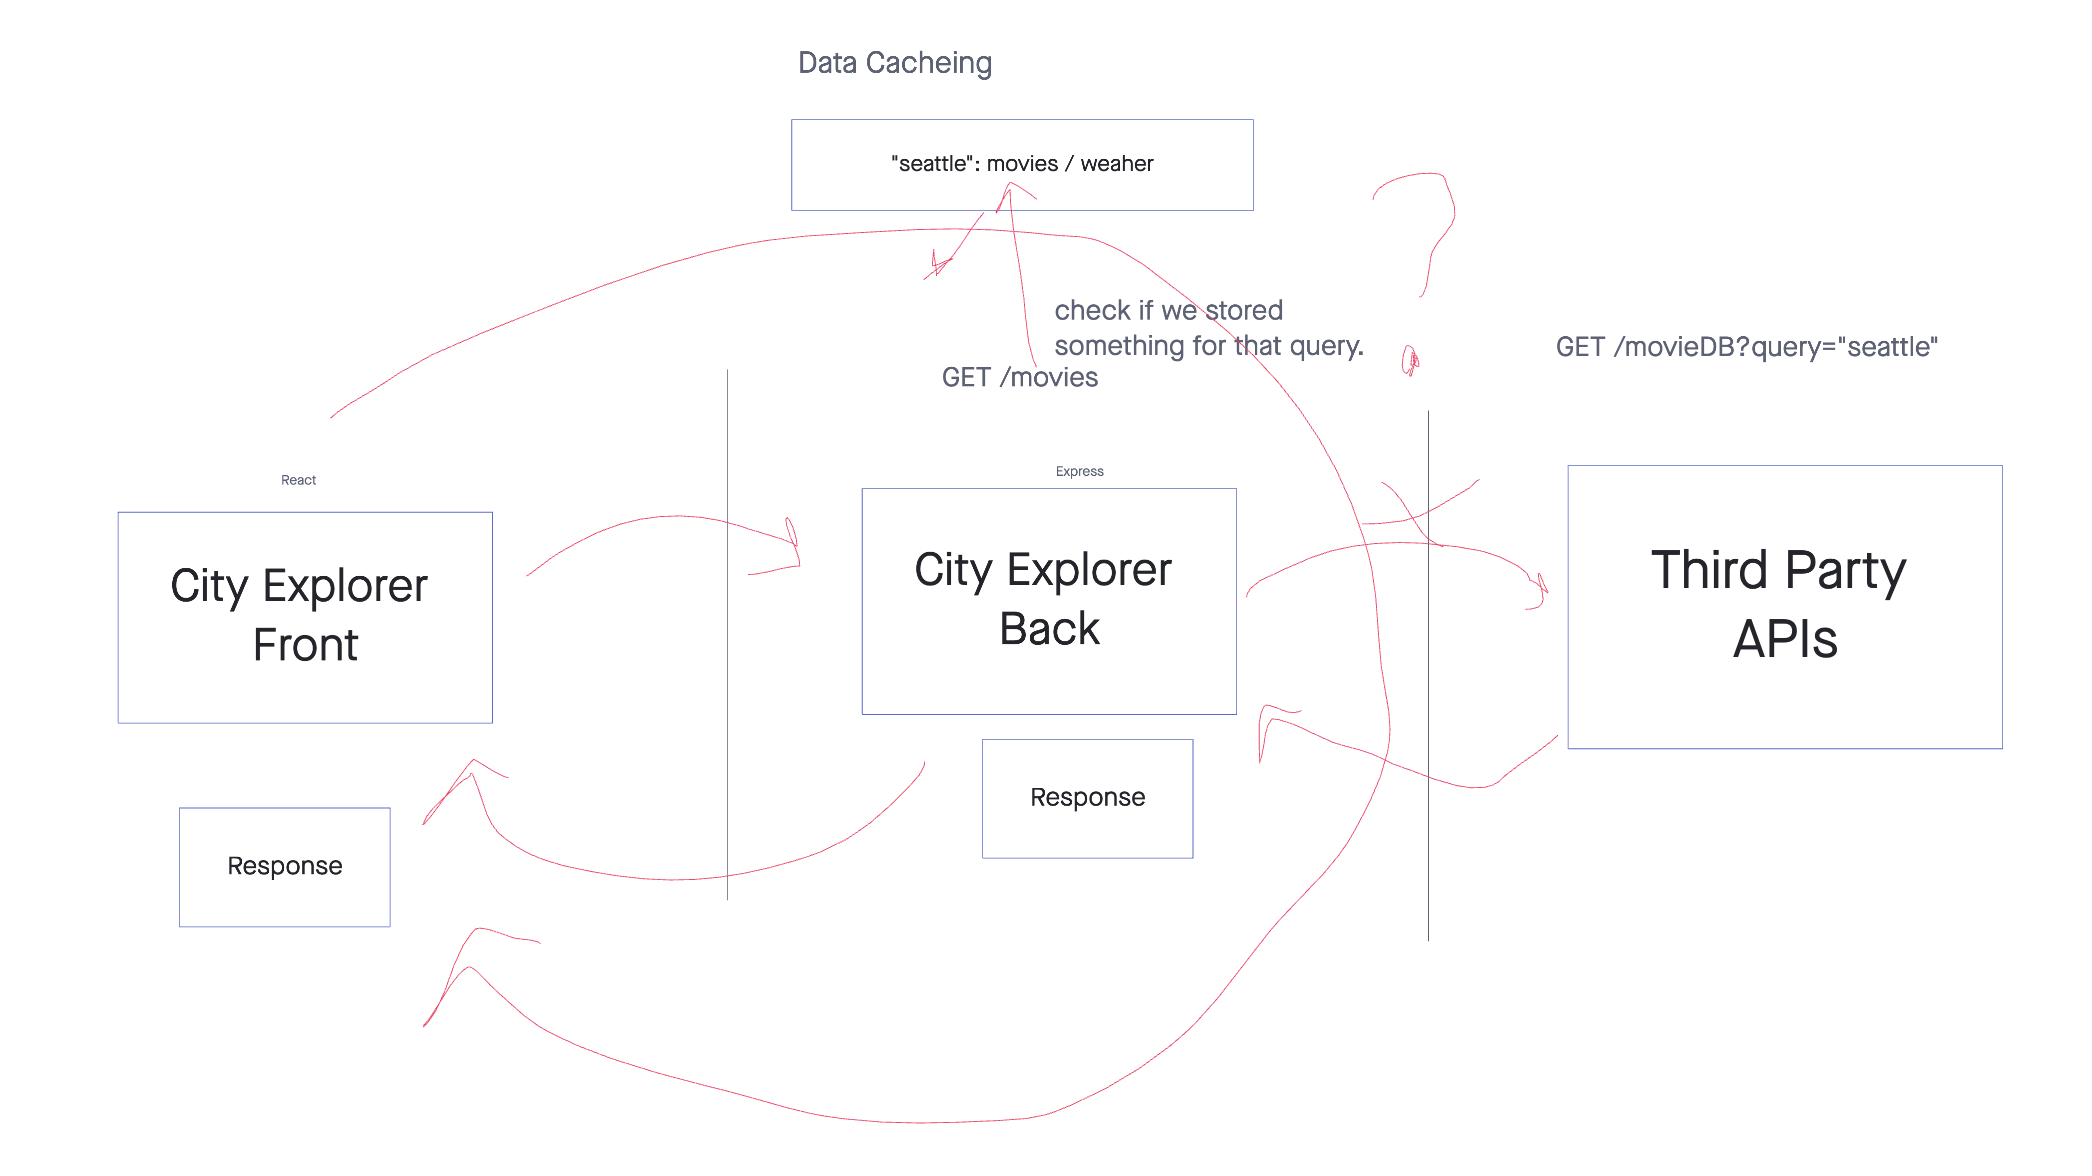 Data Cacheing
"seattle": movies / weaher
check if we stored
something for that query.
GET /movieDB?query="seattle"
GET /movies
React
Express
City Explorer
Front
City Explorer
Back
Third Party
APIs
Response
Response
?